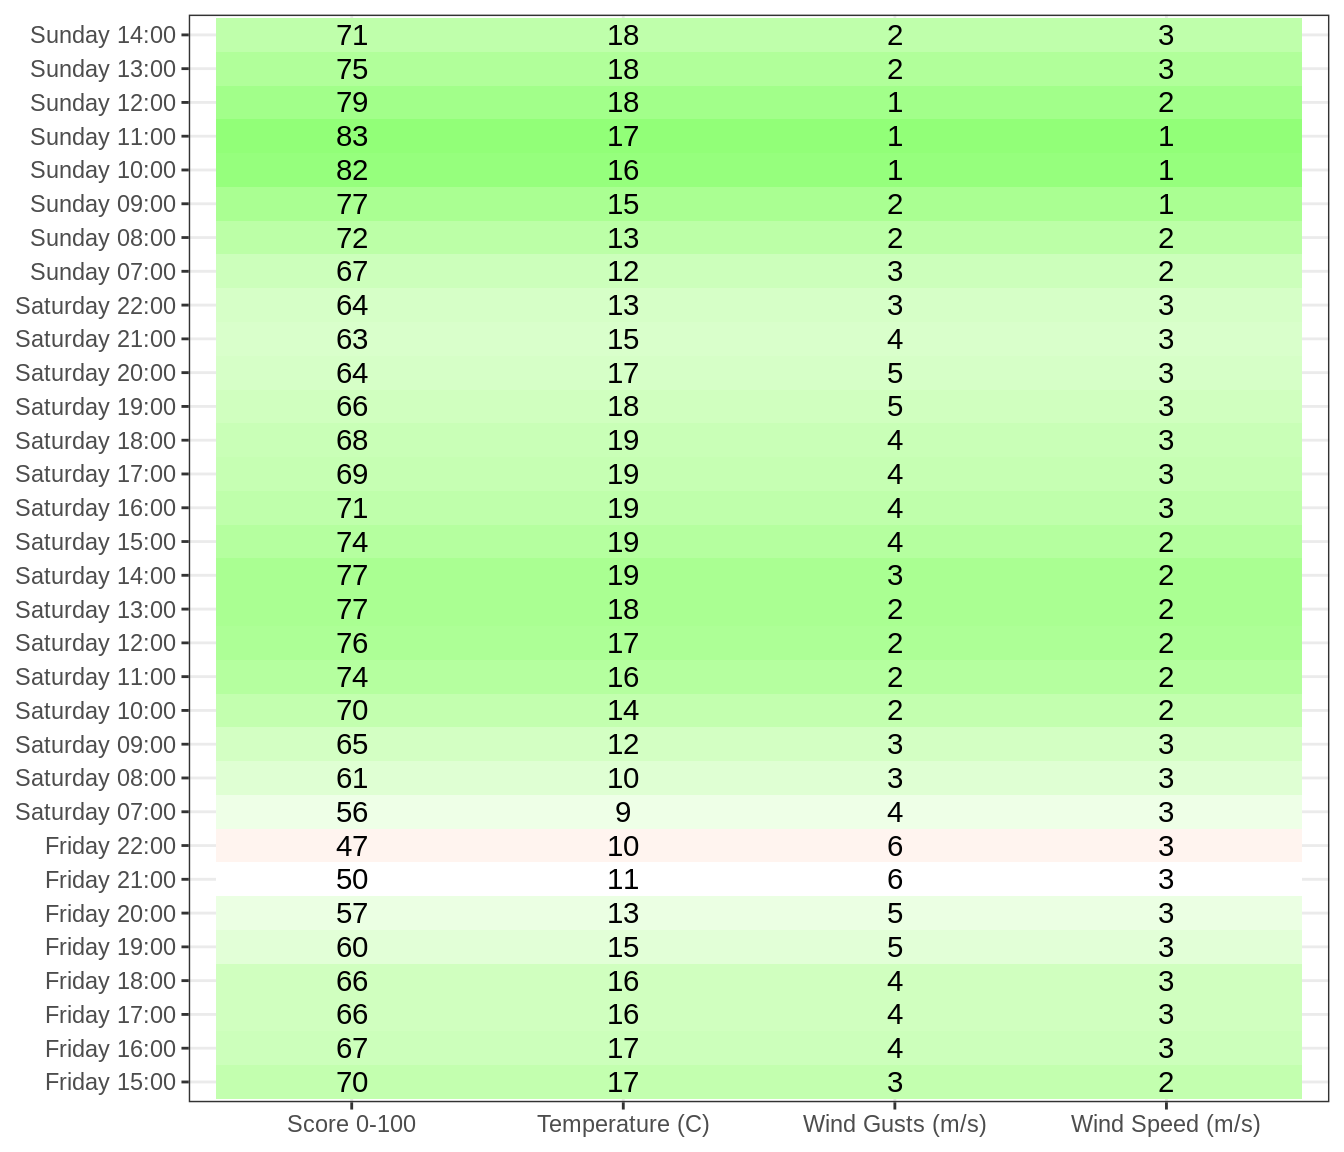 Sunday 14:00 71 18 2 3
Sunday 13:00 75 18 2 3
Sunday 12:00 79 18 1 2
Sunday 11:00 83 17 1 1
Sunday 10:00 82 16 1 1
Sunday 09:00 77 15 2 1
Sunday 08:00 72 13 2 2
Sunday 07:00 67 12 3 2
Saturday 22:00 64 13 3 3
Saturday 21:00 63 15 4 3
Saturday 20:00 64 17 5 3
Saturday 19:00 66 18 5 3
Saturday 18:00 68 19 4 3
Saturday 17:00 69 19 4 3
Saturday 16:00 71 19 4 3
Saturday 15:00 74 19 4 2
Saturday 14:00 77 19 3 2
Saturday 13:00 77 18 2 2
Saturday 12:00 76 17 2 2
Saturday 11:00 74 16 2 2
Saturday 10:00 70 14 2 2
Saturday 09:00 65 12 3 3
Saturday 08:00 61 10 3 3
Saturday 07:00 56 9 4 3
Friday 22:00 47 10 6 3
Friday 21:00 50 11 6 3
Friday 20:00 57 13 5 3
Friday 19:00 60 15 5 3
Friday 18:00 66 16 4 3
Friday 17:00 66 16 4 3
Friday 16:00 67 17 4 3
Friday 15:00 70 17 3 2
Score 0-100 Temperature (C) Wind Gusts (m/s) Wind Speed (m/s)